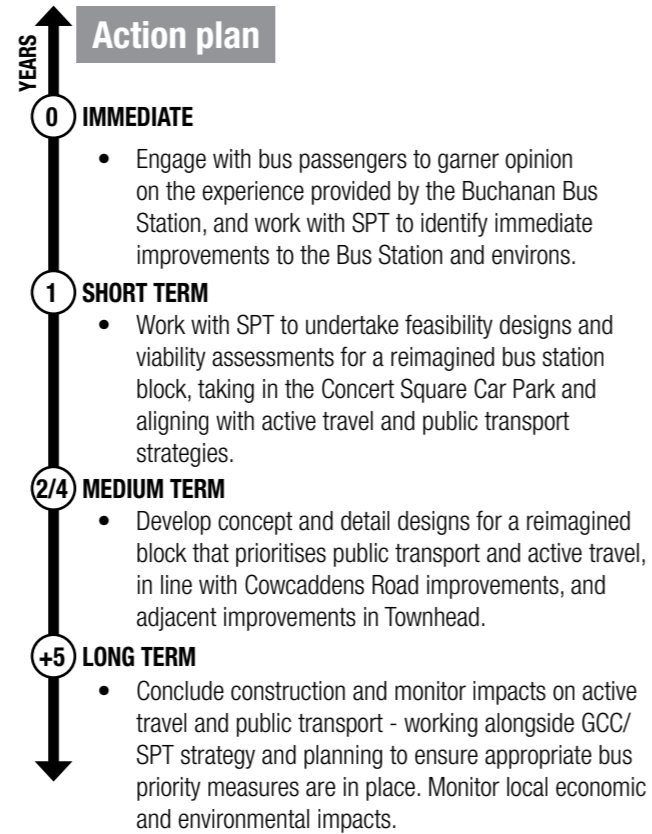 Action plan
YEARS
0 IMMEDIATE
• Engage with bus passengers to garner opinion
on the experience provided by the Buchanan Bus
Station, and work with SPT to identify immediate
improvements to the Bus Station and environs.
1 SHORT TERM
• Work with SPT to undertake feasibility designs and
viability assessments for a reimagined bus station
block, taking in the Concert Square Car Park and
aligning with active travel and public transport
strategies.
2/4 MEDIUM TERM
• Develop concept and detail designs for a reimagined
block that prioritises public transport and active travel,
in line with Cowcaddens Road improvements, and
adjacent improvements in Townhead.
+5 LONG TERM
• Conclude construction and monitor impacts on active
travel and public transport - working alongside GCC/
SPT strategy and planning to ensure appropriate bus
priority measures are in place. Monitor local economic
and environmental impacts.